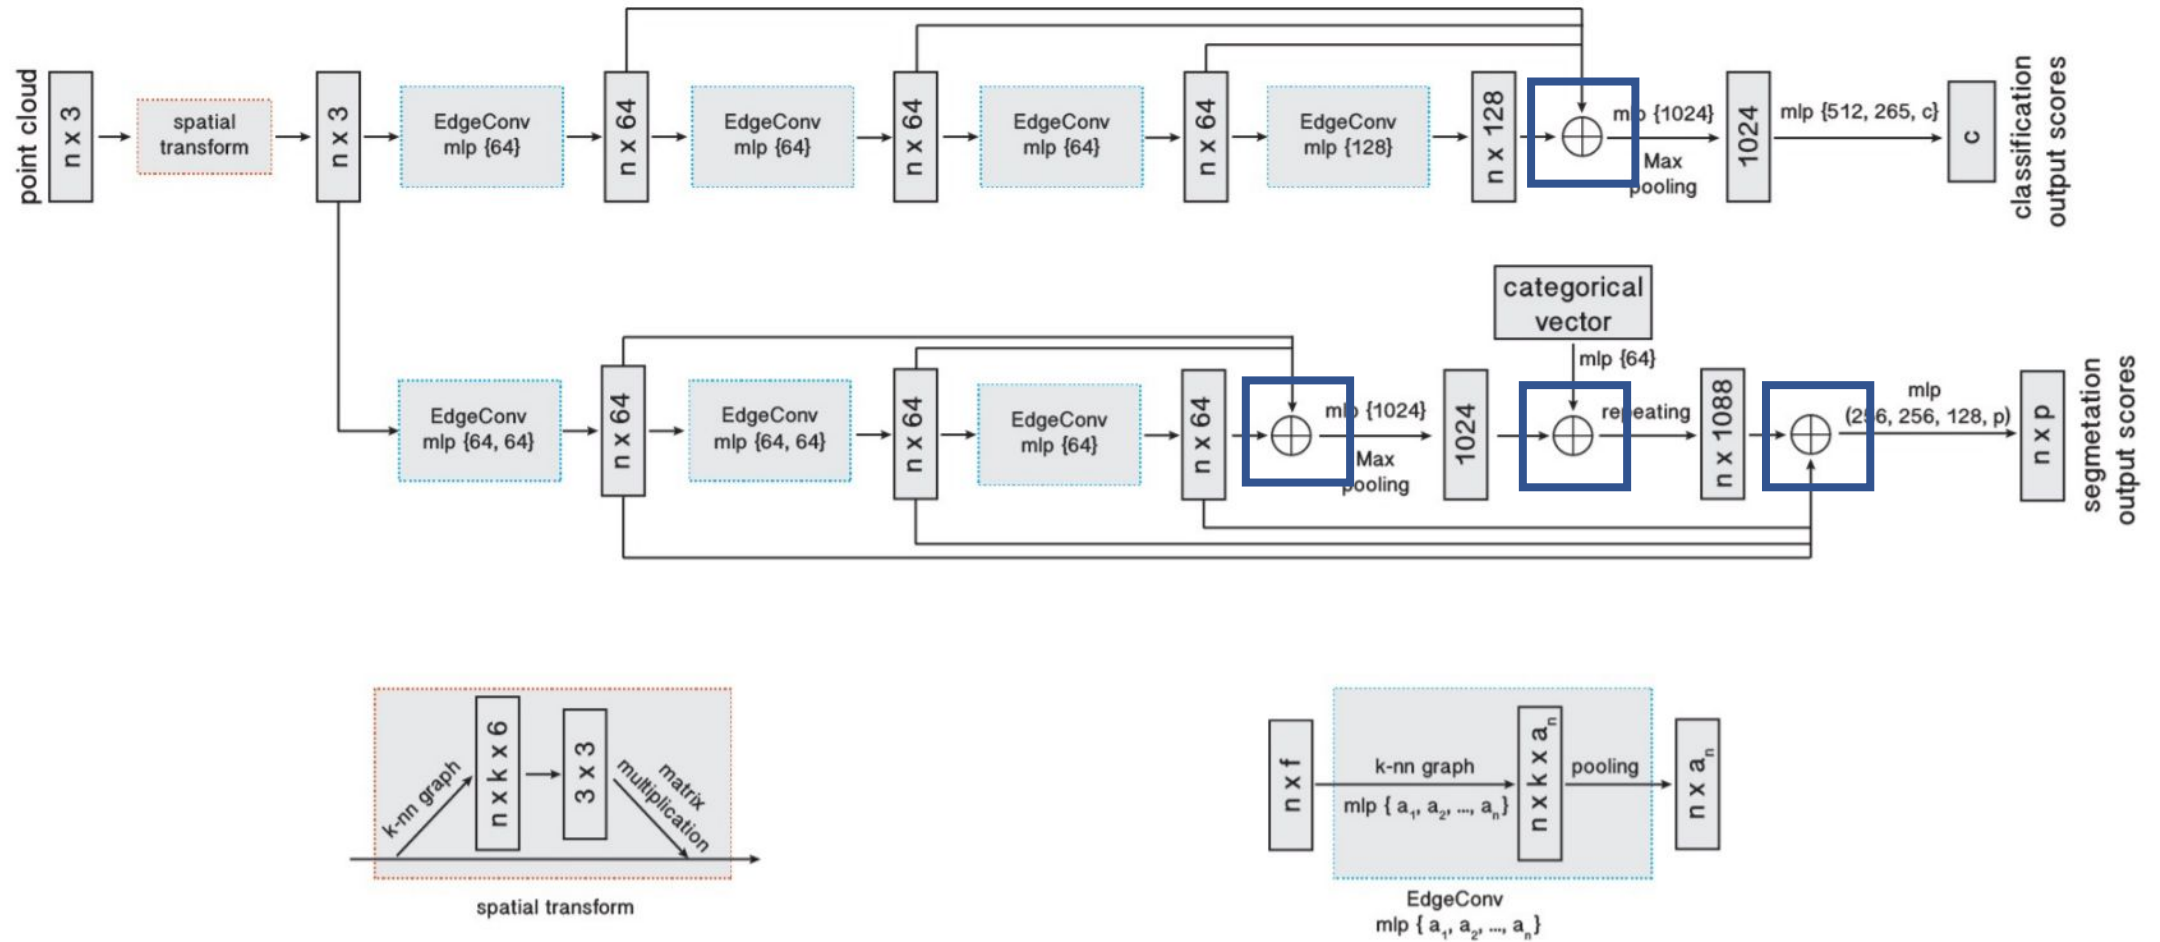 point cloud
n x 3
spatial
transform
n x 3
EdgeConv
mlp {64}
n x 64
EdgeConv
mlp {64}
n x 64
EdgeConv
mlp {64}
n x 64
EdgeConv
mlp {128}
n x 128
mlp {1024}
Max
pooling
1024
mlp {512, 265, c}
c
classification
output scores
categorical
vector
mlp {64}
EdgeConv
mlp {64, 64}
n x 64
EdgeConv
mlp {64, 64}
n x 64
EdgeConv
mlp {64}
n x 64
mlp {1024}
Max
pooling
1024
repeating
n x 1088
mlp
(256, 256, 128, p)
n x p
segmetation
output scores
k-nn graph
n x k x 6
3 x 3
matrix
multiplication
spatial transform
n x f
k-nn graph
mlp { a₁, a₂, ..., aₙ}
n x k x aₙ
pooling
n x aₙ
EdgeConv
mlp { a₁, a₂, ..., aₙ}